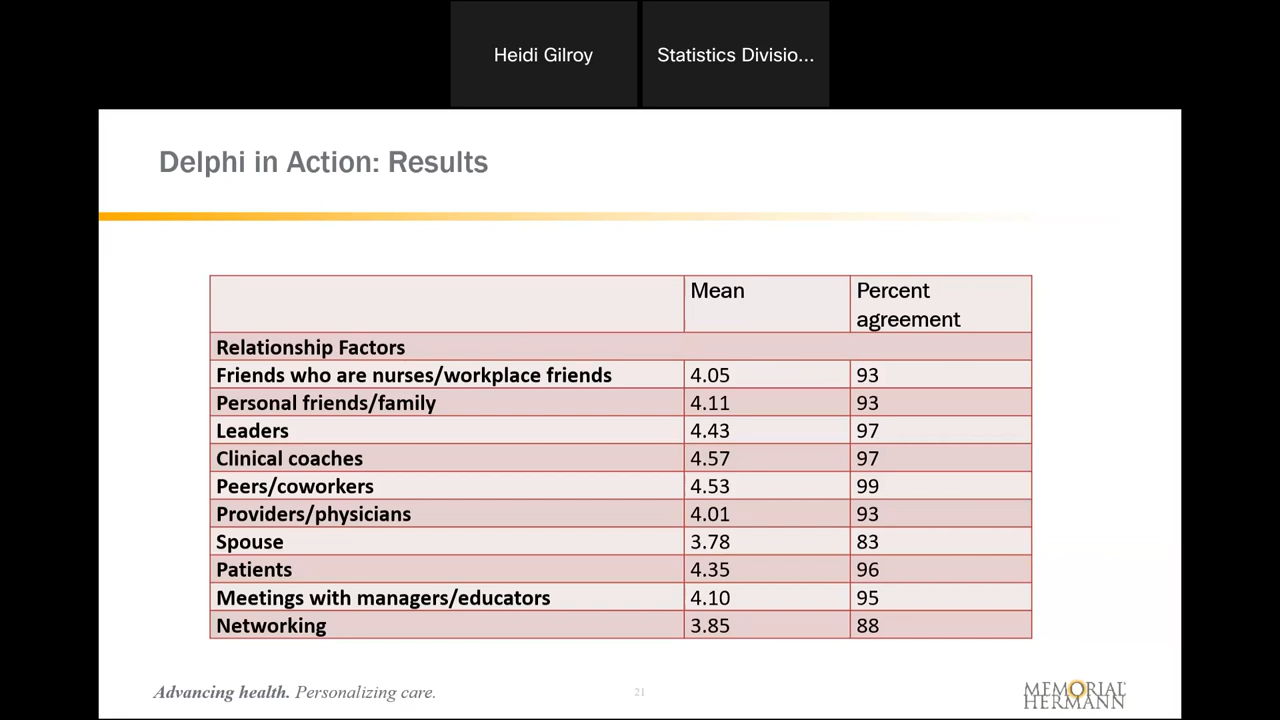 Heidi Gilroy
Statistics Divisio...
Delphi in Action: Results
Mean
Percent agreement
Relationship Factors
Friends who are nurses/workplace friends 4.05 93
Personal friends/family 4.11 93
Leaders 4.43 97
Clinical coaches 4.57 97
Peers/coworkers 4.53 99
Providers/physicians 4.01 93
Spouse 3.78 83
Patients 4.35 96
Meetings with managers/educators 4.10 95
Networking 3.85 88
Advancing health. Personalizing care.
21
MEMORIAL
HERMANN